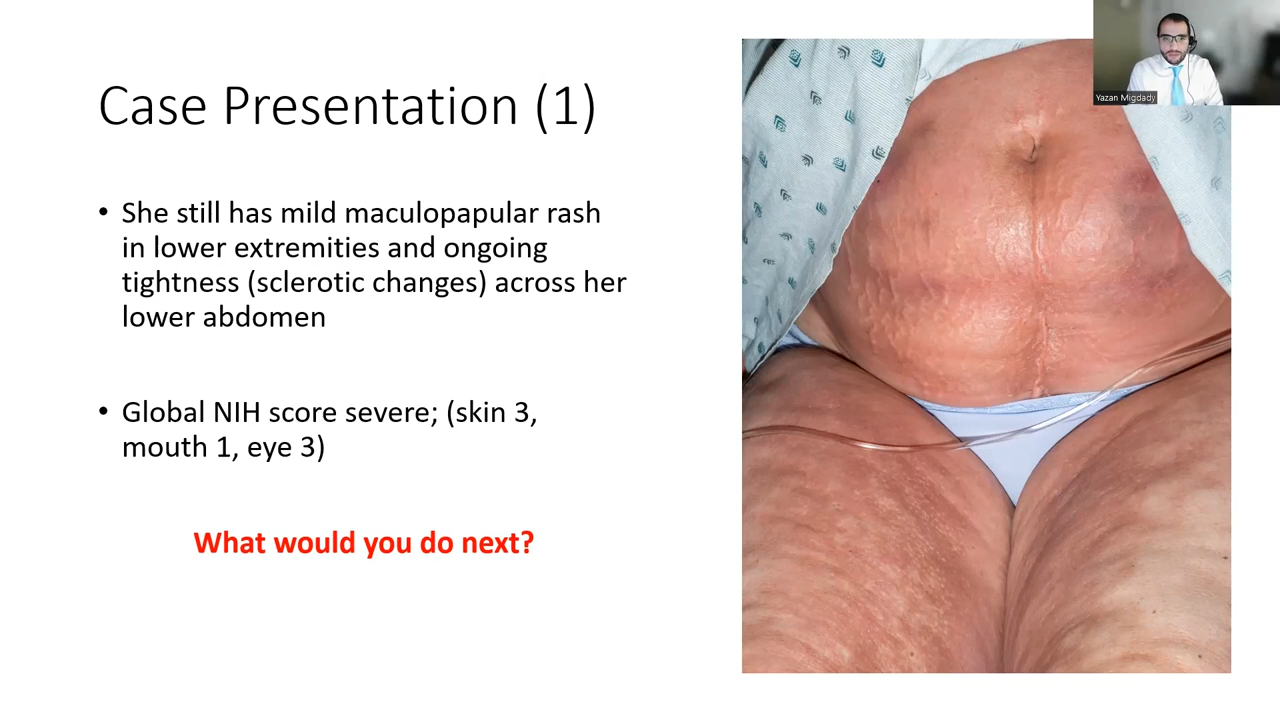 Case Presentation (1)
• She still has mild maculopapular rash
in lower extremities and ongoing
tightness (sclerotic changes) across her
lower abdomen
• Global NIH score severe; (skin 3,
mouth 1, eye 3)
What would you do next?
Yazan Migdady